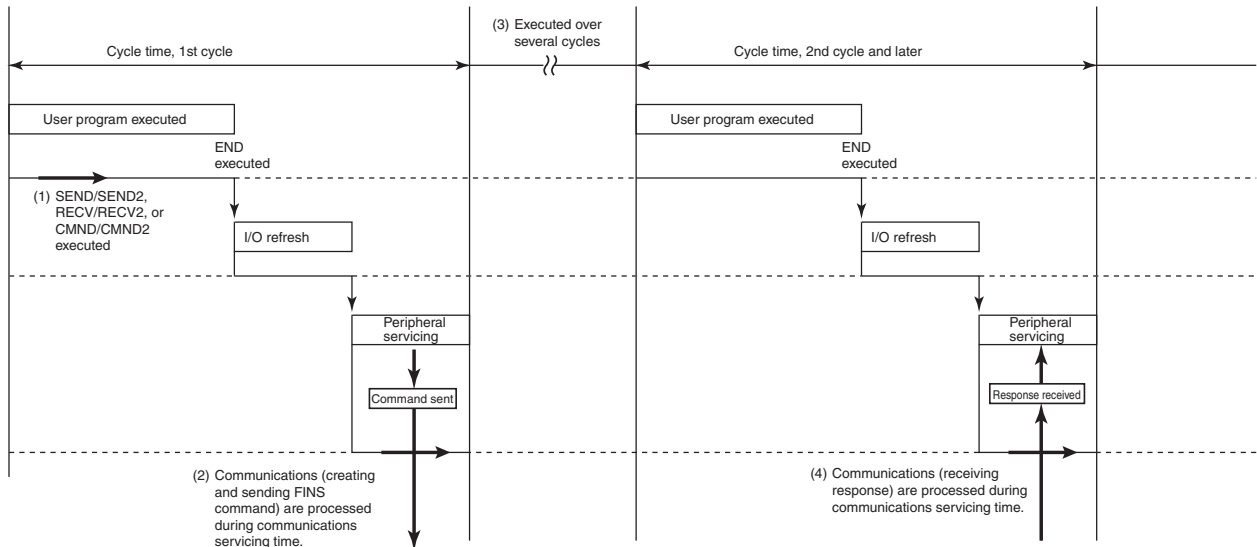 (3) Executed over
several cycles
Cycle time, 1st cycle
Cycle time, 2nd cycle and later
User program executed
User program executed
END
executed
END
executed
(1) SEND/SEND2,
RECV/RECV2, or
CMND/CMND2
executed
I/O refresh
I/O refresh
Peripheral
servicing
Peripheral
servicing
Command sent
Response received
(2) Communications (creating
and sending FINS
command) are processed
during communications
servicing time.
(4) Communications (receiving
response) are processed during
communications servicing time.